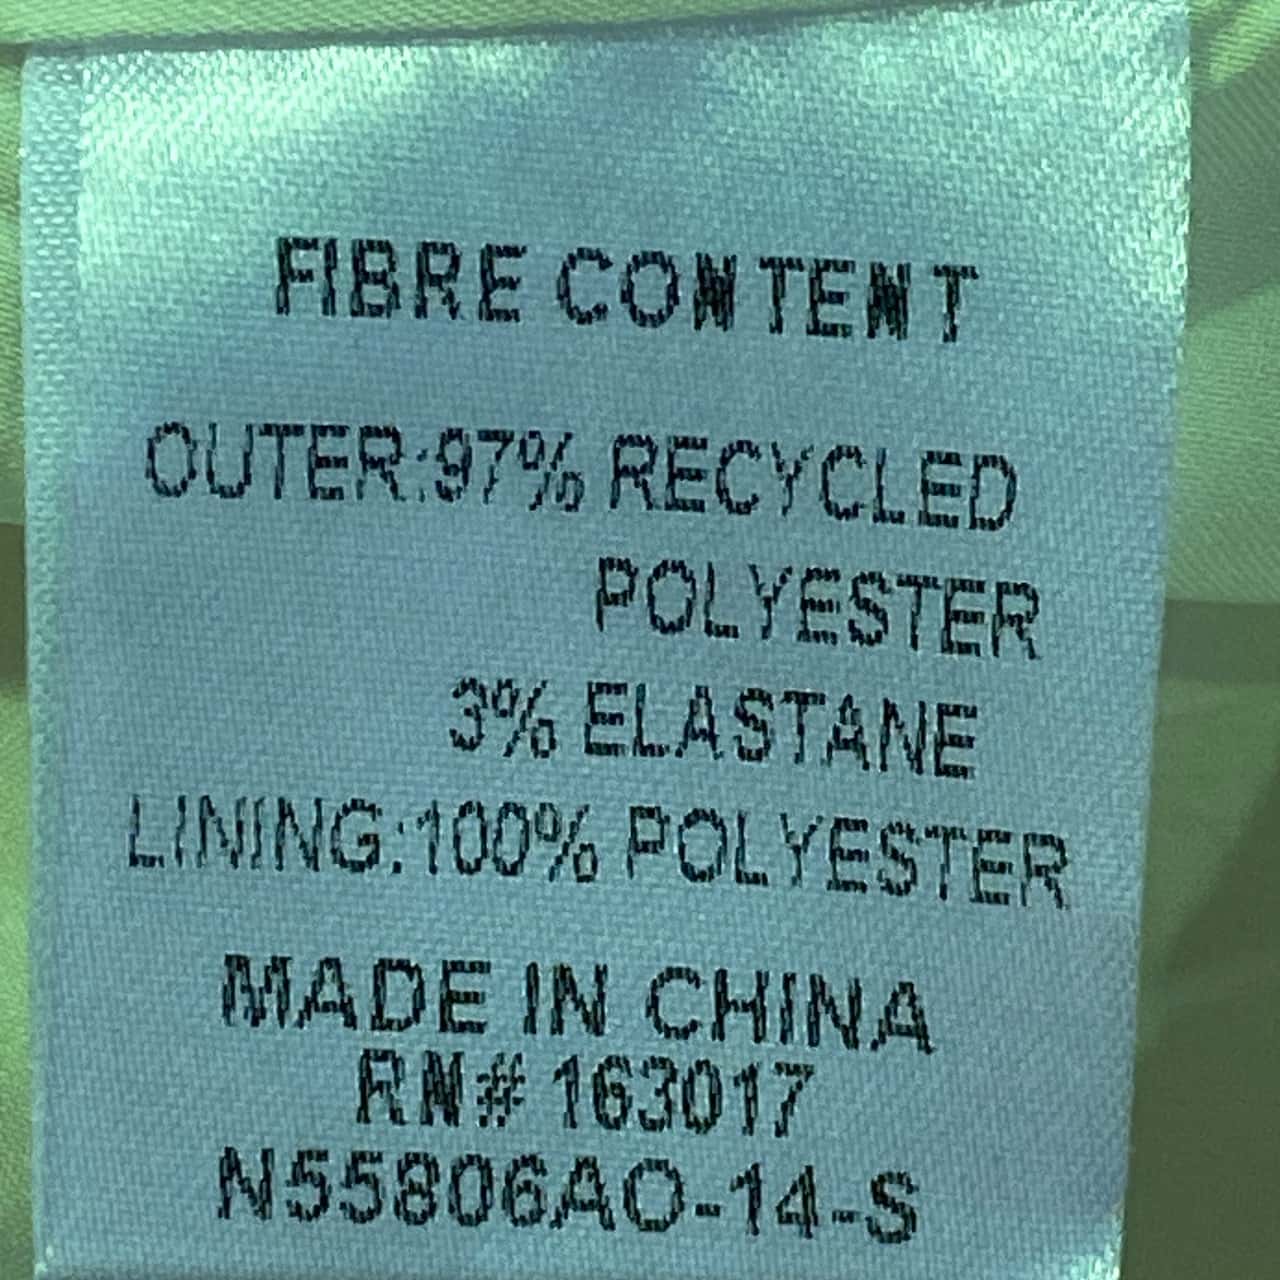 FIBRE CONTENT
OUTER:97% RECYCLED
POLYESTER
3% ELASTANE
LINING:100% POLYESTER
MADE IN CHINA
RN# 163017
N55806AO-14-S